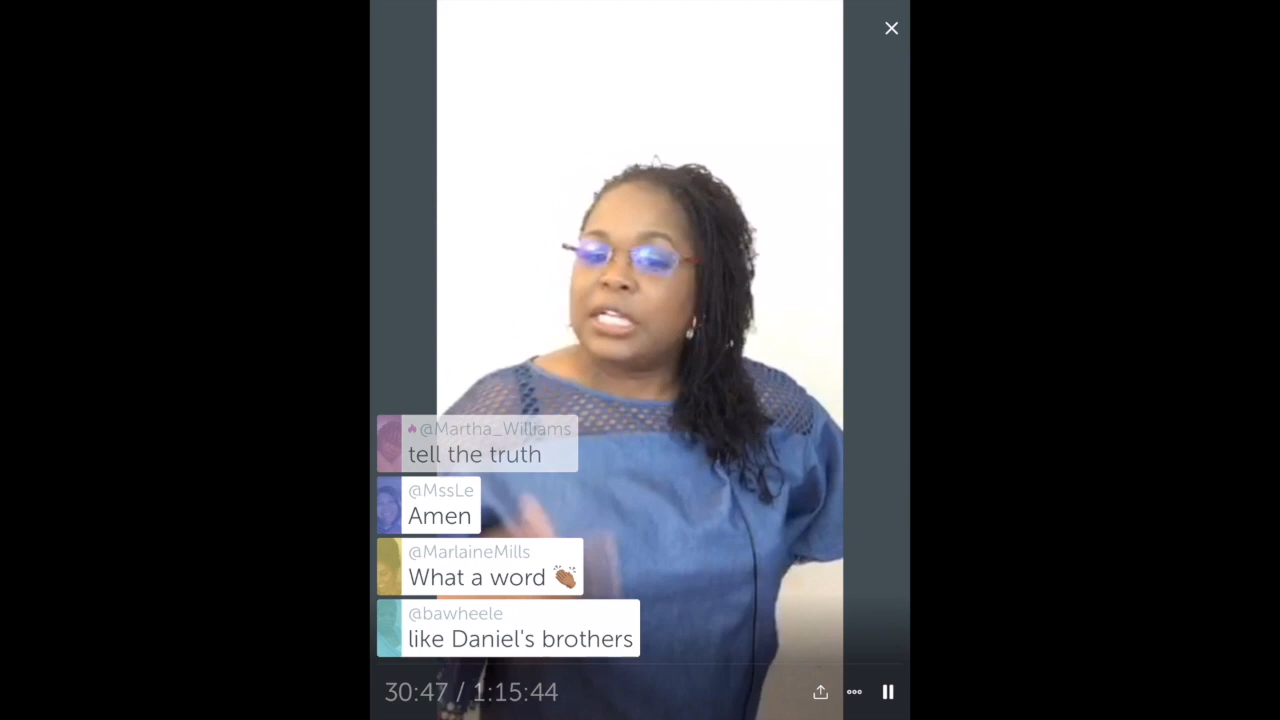 @Martha_Williams
tell the truth
@MssLe
Amen
@MarlaineMills
What a word 👏🏾
@bawheele
like Daniel's brothers
30:47 / 1:15:44